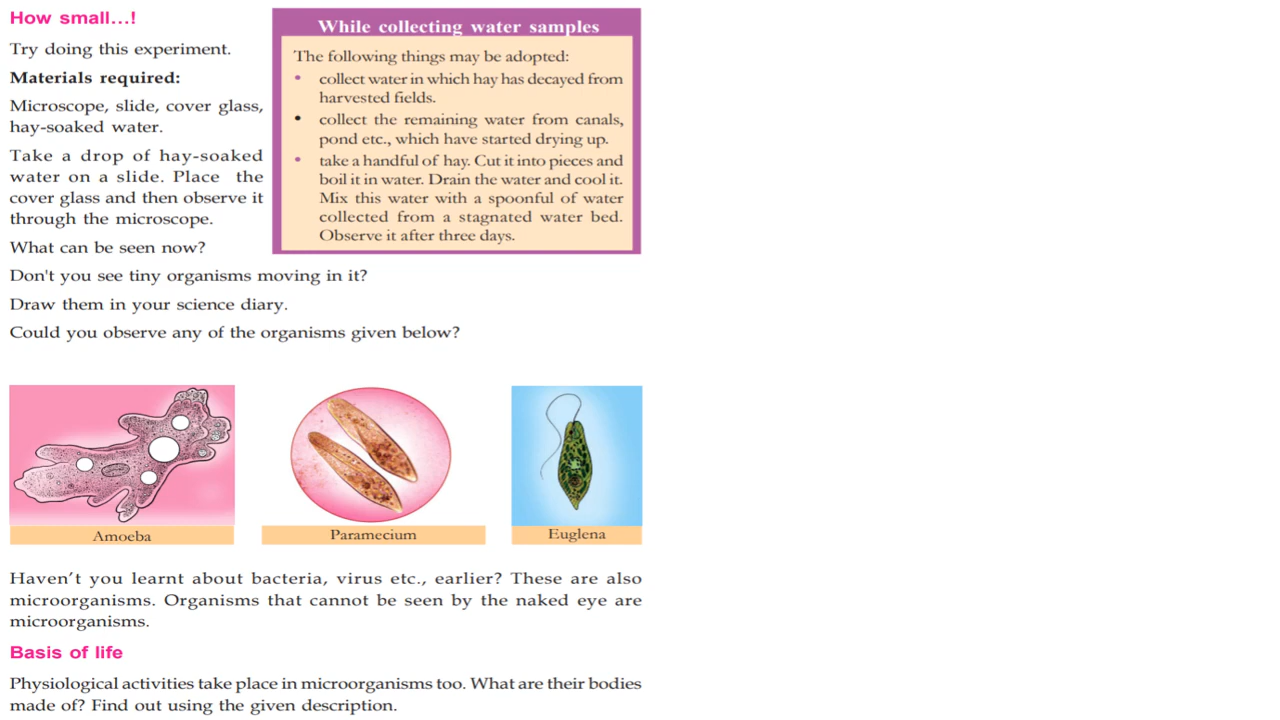 How small...!
Try doing this experiment.
Materials required:
Microscope, slide, cover glass,
hay-soaked water.
Take a drop of hay-soaked
water on a slide. Place the
cover glass and then observe it
through the microscope.
What can be seen now?
While collecting water samples
The following things may be adopted:
• collect water in which hay has decayed from
harvested fields.
• collect the remaining water from canals,
pond etc., which have started drying up.
• take a handful of hay. Cut it into pieces and
boil it in water. Drain the water and cool it.
Mix this water with a spoonful of water
collected from a stagnated water bed.
Observe it after three days.
Don't you see tiny organisms moving in it?
Draw them in your science diary.
Could you observe any of the organisms given below?
Amoeba
Paramecium
Euglena
Haven't you learnt about bacteria, virus etc., earlier? These are also
microorganisms. Organisms that cannot be seen by the naked eye are
microorganisms.
Basis of life
Physiological activities take place in microorganisms too. What are their bodies
made of? Find out using the given description.